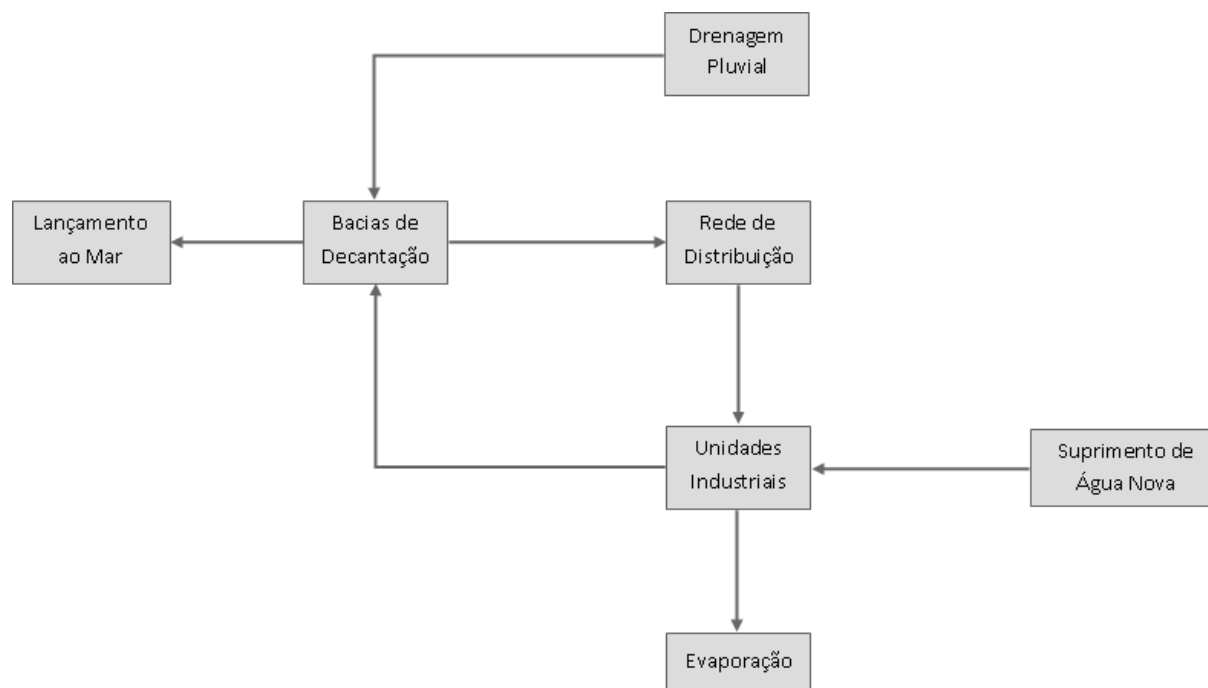 Drenagem
Pluvial
Lançamento
ao Mar
Bacias de
Decantação
Rede de
Distribuição
Unidades
Industriais
Suprimento de
Água Nova
Evaporação